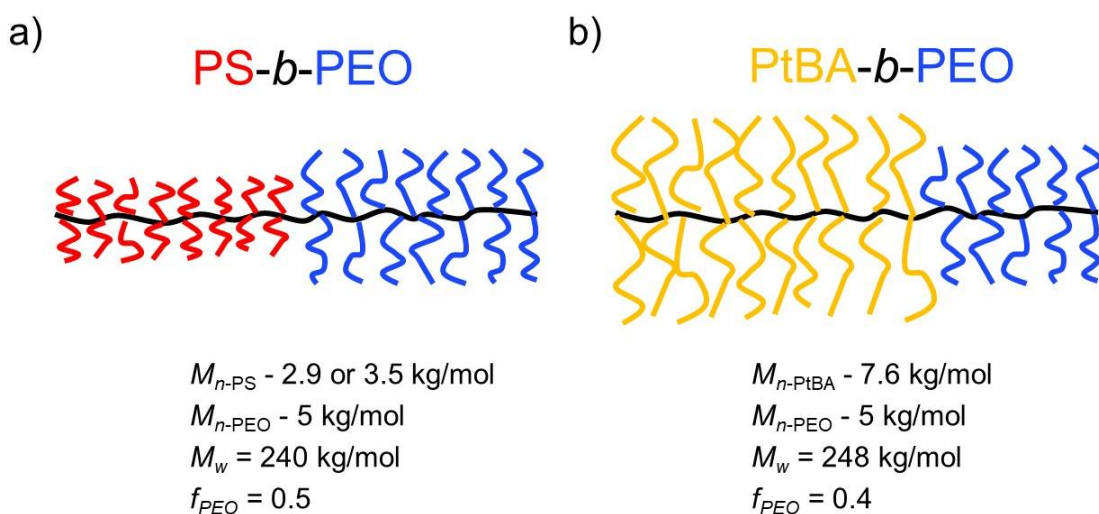 a)
PS-b-PEO
Mn-PS - 2.9 or 3.5 kg/mol
Mn-PEO - 5 kg/mol
Mw = 240 kg/mol
fPEO = 0.5
b)
PtBA-b-PEO
Mn-PtBA - 7.6 kg/mol
Mn-PEO - 5 kg/mol
Mw = 248 kg/mol
fPEO = 0.4